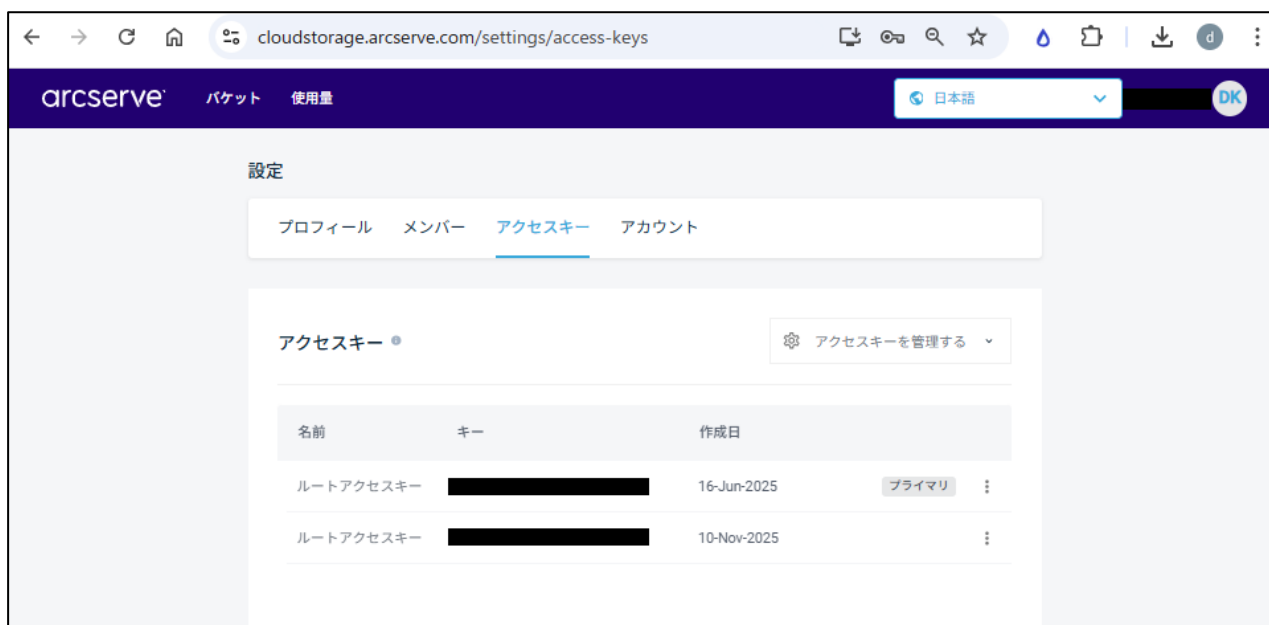 cloudstorage.arcserve.com/settings/access-keys
d
arcserve バケット 使用量 日本語 DK
設定
プロフィール メンバー アクセスキー アカウント
アクセスキー アクセスキーを管理する
名前 キー 作成日
ルートアクセスキー 16-Jun-2025 プライマリ
ルートアクセスキー 10-Nov-2025